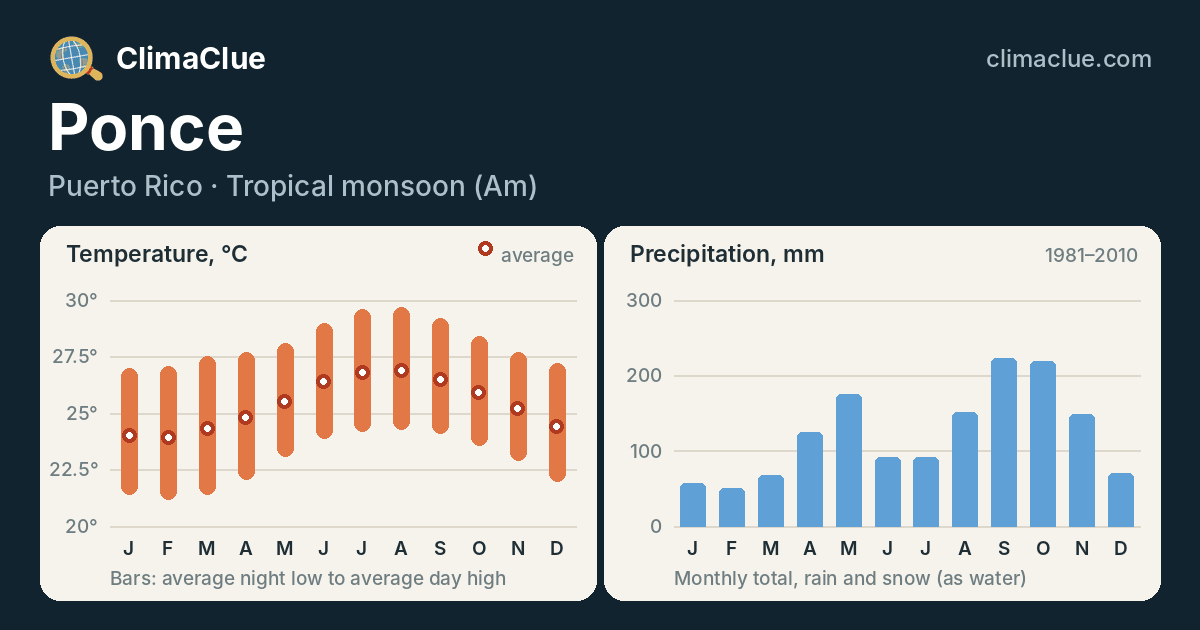 ClimaClue
climaclue.com
Ponce
Puerto Rico · Tropical monsoon (Am)
Temperature, °C
average
30°
27.5°
25°
22.5°
20°
J F M A M J J A S O N D
Bars: average night low to average day high
Precipitation, mm
1981–2010
300
200
100
0
J F M A M J J A S O N D
Monthly total, rain and snow (as water)